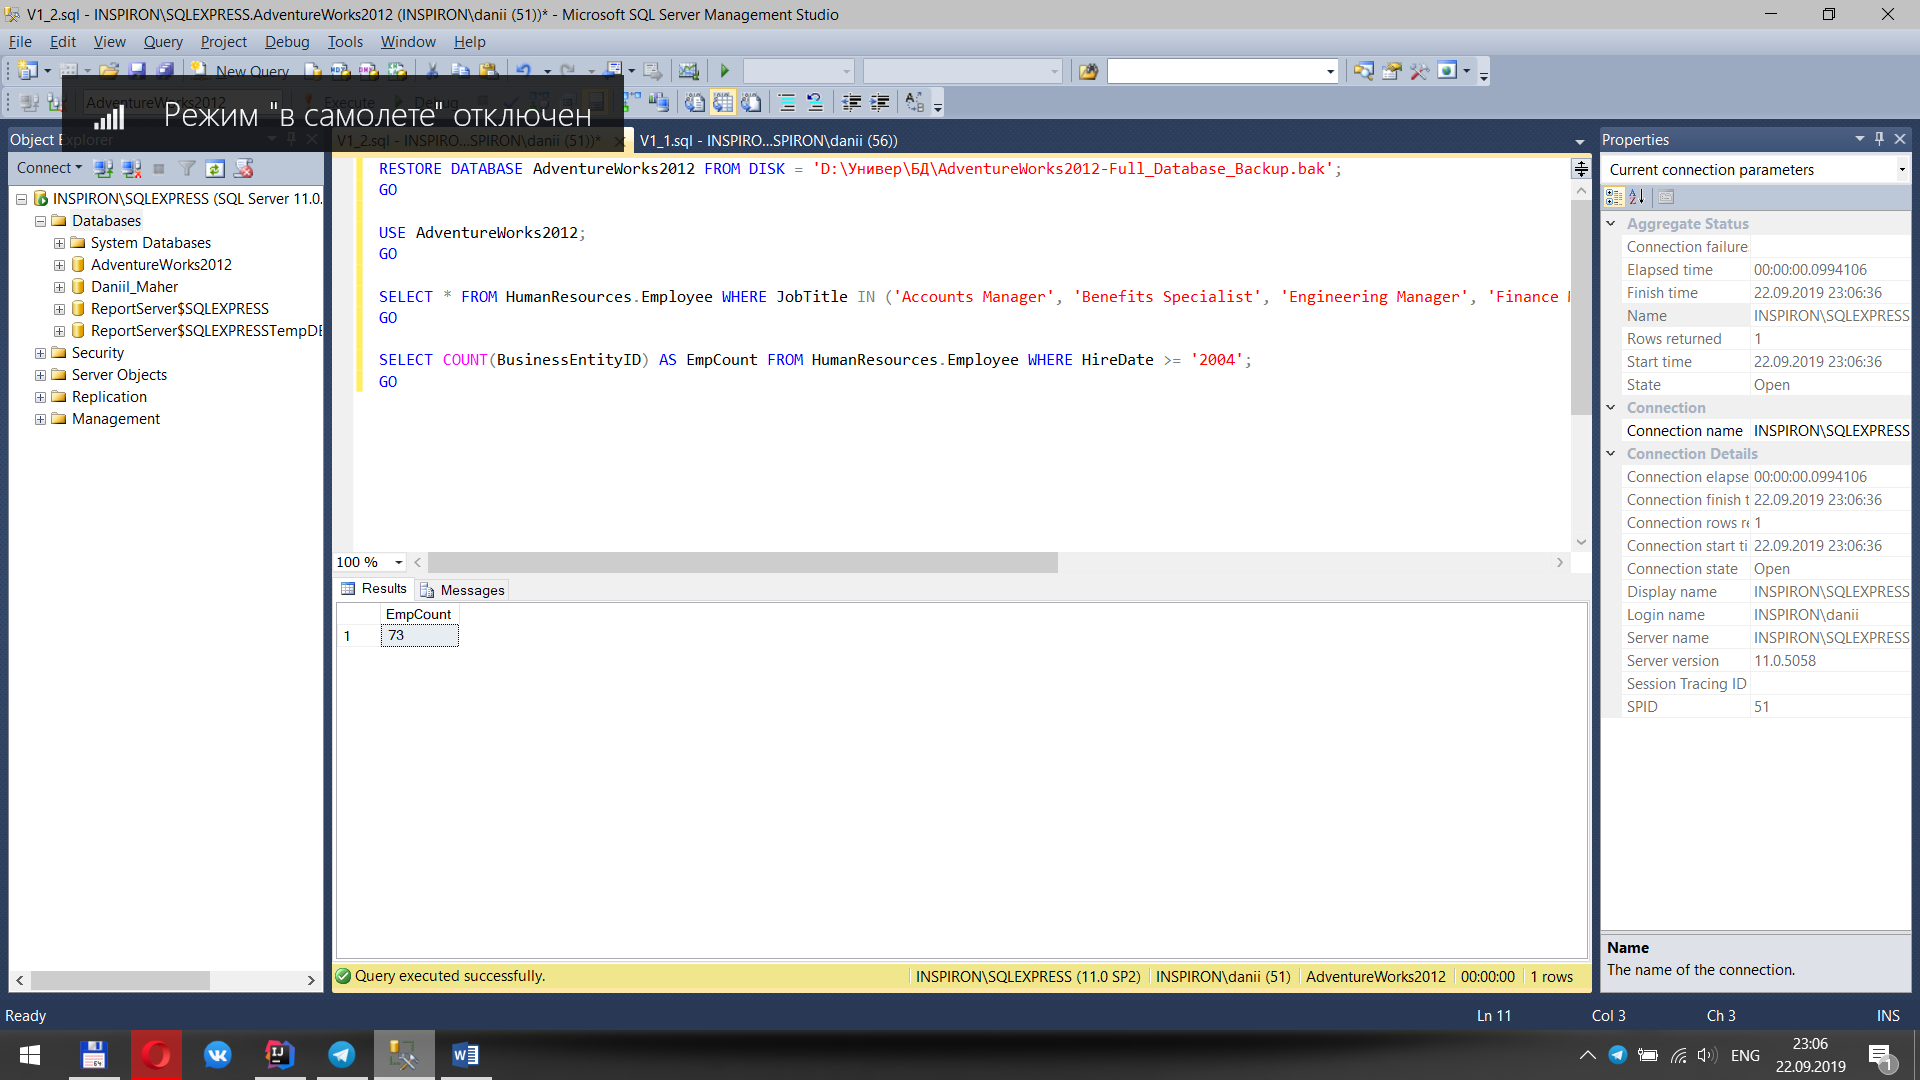 V1_2.sql - INSPIRON\SQLEXPRESS.AdventureWorks2012 (INSPIRON\danii (51))* - Microsoft SQL Server Management Studio
File Edit View Query Project Debug Tools Window Help
New Query
AdventureWorks2012 Execute Debug
Режим "в самолете" отключен
Object Explorer
V1_2.sql - INSPIRO...SPIRON\danii (51))*
V1_1.sql - INSPIRO...SPIRON\danii (56))
Connect
INSPIRON\SQLEXPRESS (SQL Server 11.0.
Databases
System Databases
AdventureWorks2012
Daniil_Maher
ReportServer$SQLEXPRESS
ReportServer$SQLEXPRESSTempDB
Security
Server Objects
Replication
Management
RESTORE DATABASE AdventureWorks2012 FROM DISK = 'D:\Универ\БД\AdventureWorks2012-Full_Database_Backup.bak';
GO
USE AdventureWorks2012;
GO
SELECT * FROM HumanResources.Employee WHERE JobTitle IN ('Accounts Manager', 'Benefits Specialist', 'Engineering Manager', 'Finance
GO
SELECT COUNT(BusinessEntityID) AS EmpCount FROM HumanResources.Employee WHERE HireDate >= '2004';
GO
100 %
Results Messages
EmpCount
1 73
Query executed successfully.
INSPIRON\SQLEXPRESS (11.0 SP2) INSPIRON\danii (51) AdventureWorks2012 00:00:00 1 rows
Properties
Current connection parameters
Aggregate Status
Connection failure
Elapsed time 00:00:00.0994106
Finish time 22.09.2019 23:06:36
Name INSPIRON\SQLEXPRESS
Rows returned 1
Start time 22.09.2019 23:06:36
State Open
Connection
Connection name INSPIRON\SQLEXPRESS
Connection Details
Connection elapse 00:00:00.0994106
Connection finish t 22.09.2019 23:06:36
Connection rows re 1
Connection start ti 22.09.2019 23:06:36
Connection state Open
Display name INSPIRON\SQLEXPRESS
Login name INSPIRON\danii
Server name INSPIRON\SQLEXPRESS
Server version 11.0.5058
Session Tracing ID
SPID 51
Name
The name of the connection.
Ready Ln 11 Col 3 Ch 3 INS
ENG 23:06
22.09.2019
1